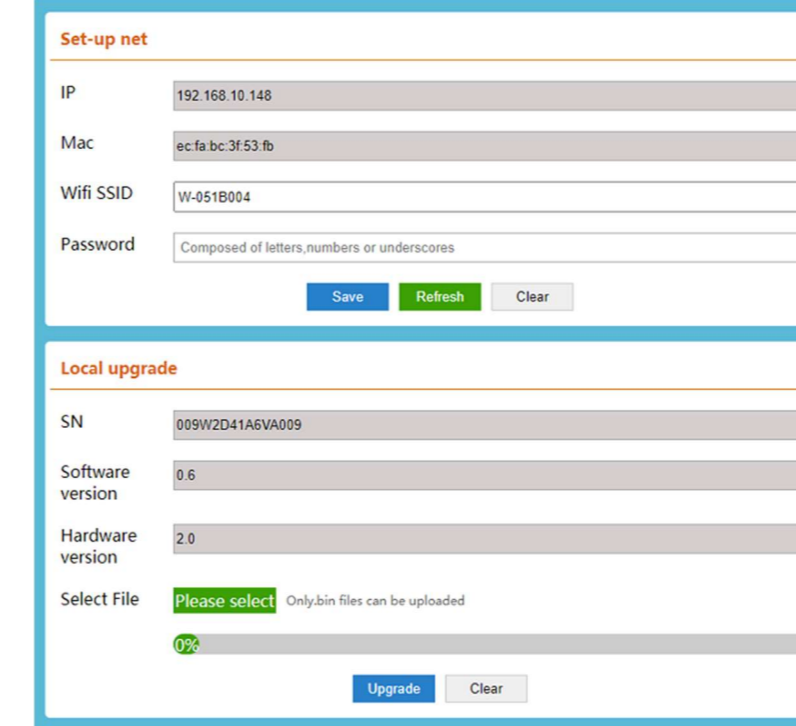 Set-up net
IP
192.168.10.148
Mac
ec:fa:bc:3f:53:fb
Wifi SSID
W-051B004
Password
Composed of letters,numbers or underscores
Save
Refresh
Clear
Local upgrade
SN
009W2D41A6VA009
Software
version
0.6
Hardware
version
2.0
Select File
Please select
Only.bin files can be uploaded
0%
Upgrade
Clear